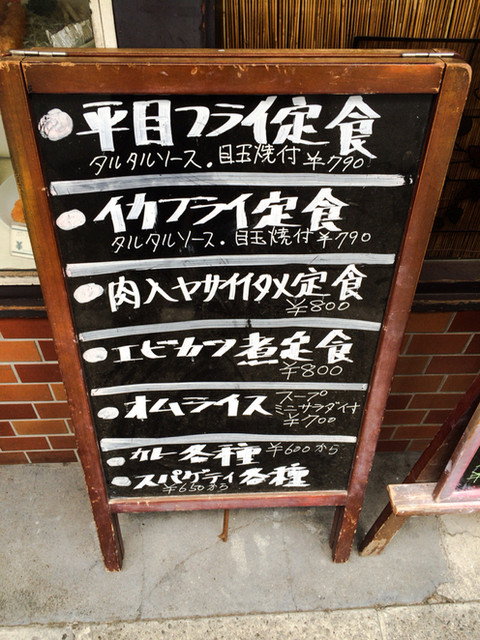 平目フライ定食
タルタルソース.目玉焼付 ¥790
イカフライ定食
タルタルソース.目玉焼付 ¥790
肉入ヤサイイタメ定食
¥800
エビカツ煮定食
¥800
オムライス スープ
ミニサラダイ寸
¥700
カレー各種 ¥600から
スパゲティ各種
¥650から